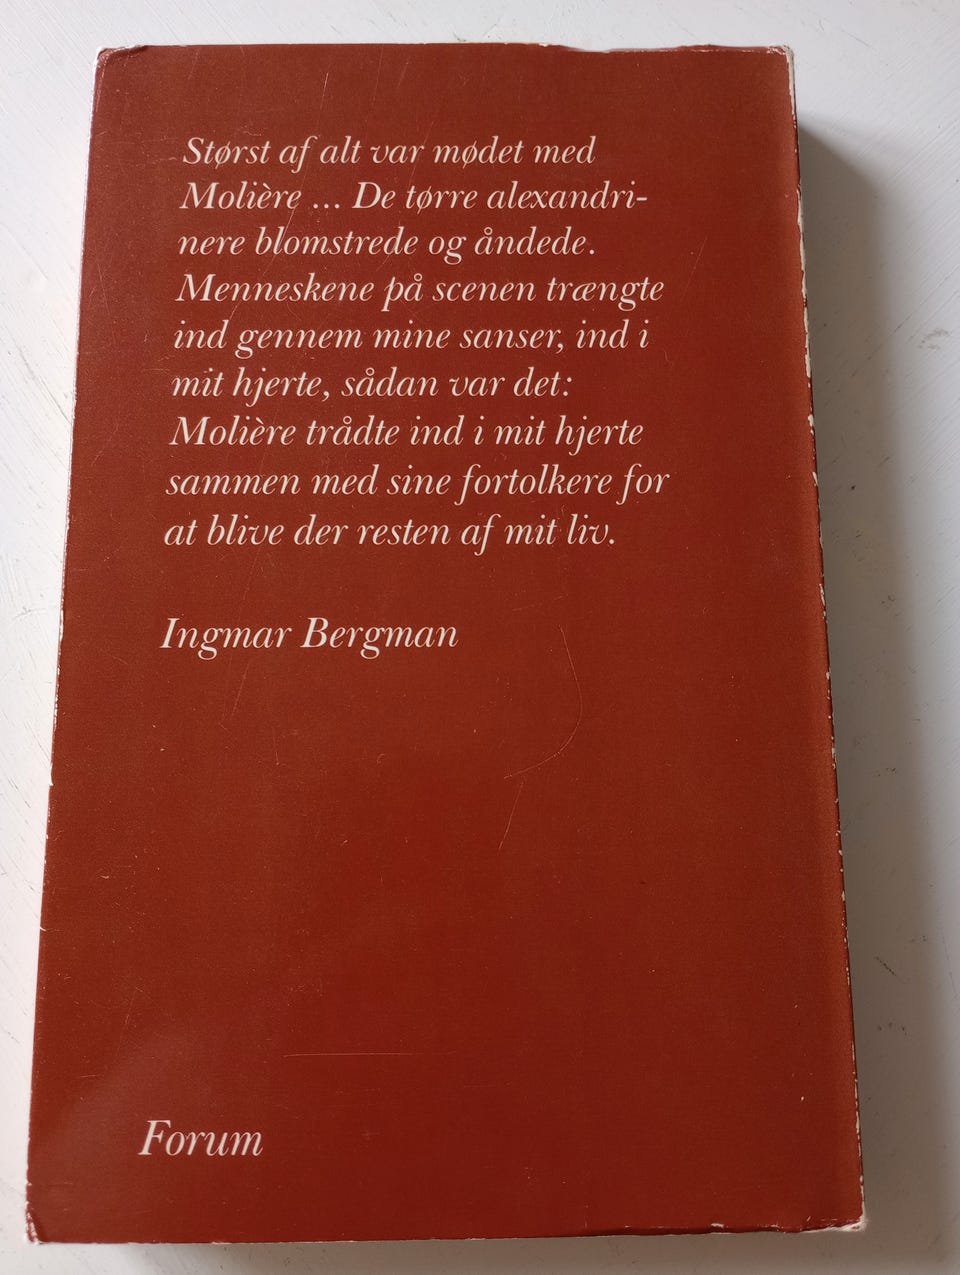 Størst af alt var mødet med
Molière ... De tørre alexandri-
nere blomstrede og åndede.
Menneskene på scenen trængte
ind gennem mine sanser, ind i
mit hjerte, sådan var det:
Molière trådte ind i mit hjerte
sammen med sine fortolkere for
at blive der resten af mit liv.
Ingmar Bergman
Forum